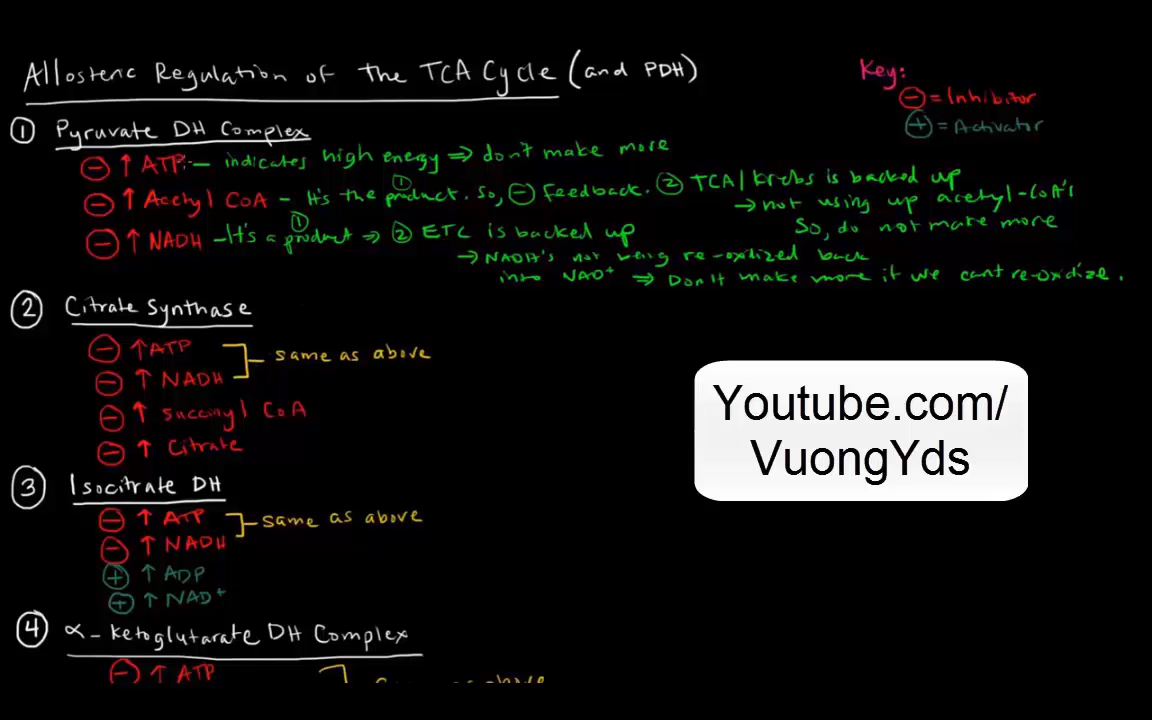 Allosteric Regulation of the TCA Cycle (and PDH)
Key:
⊖ = Inhibitor
⊕ = Activator
① Pyruvate DH Complex
⊖ ↑ ATP - indicates high energy ⇒ don't make more
⊖ ↑ Acetyl CoA - It's the product. So, ⊖ feedback. ② TCA/Krebs is backed up
①
→ not using up acetyl-CoA's
So, do not make more
⊖ ↑ NADH - It's a product ⇒ ② ETC is backed up
①
→ NADH's not being re-oxidized back
into NAD+ ⇒ Don't make more if we cant re-oxidize.
② Citrate Synthase
⊖ ↑ ATP
⊖ ↑ NADH
same as above
⊖ ↑ Succinyl CoA
⊖ ↑ Citrate
Youtube.com/
VuongYds
③ Isocitrate DH
⊖ ↑ ATP
⊖ ↑ NADH
same as above
⊕ ↑ ADP
⊕ ↑ NAD+
④ α-ketoglutarate DH Complex
⊖ ↑ ATP